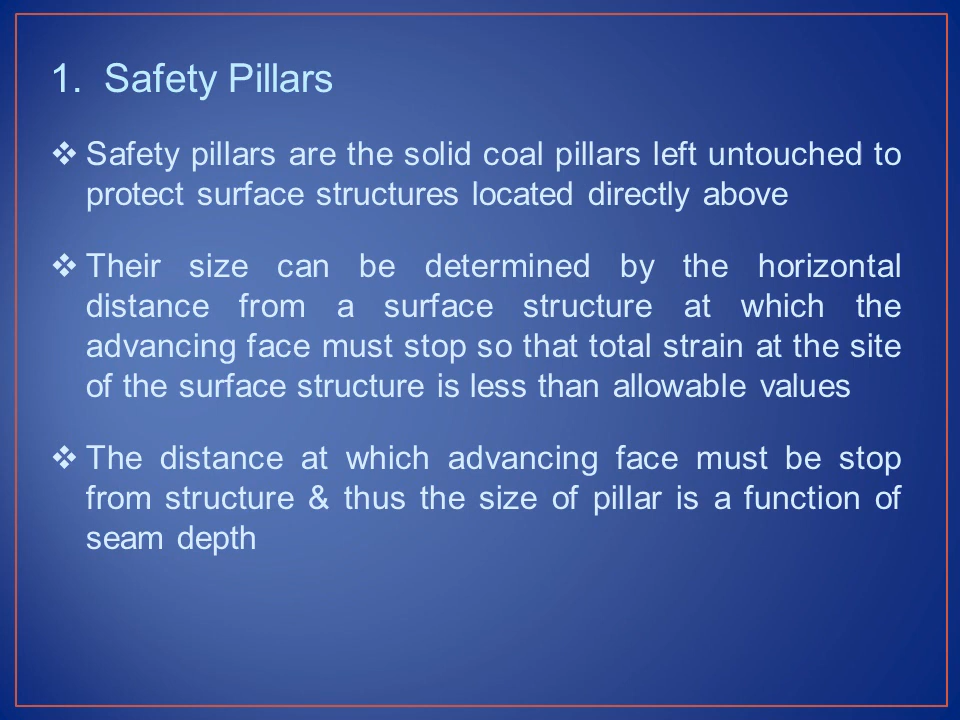 1. Safety Pillars
❖ Safety pillars are the solid coal pillars left untouched to
protect surface structures located directly above
❖ Their size can be determined by the horizontal
distance from a surface structure at which the
advancing face must stop so that total strain at the site
of the surface structure is less than allowable values
❖ The distance at which advancing face must be stop
from structure & thus the size of pillar is a function of
seam depth